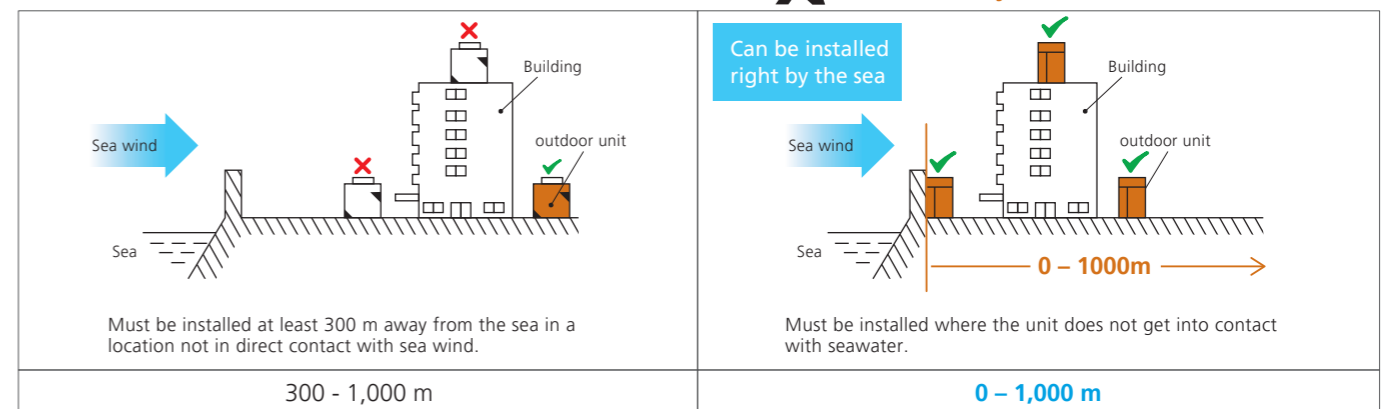 Building
Sea wind
outdoor unit
Sea
Must be installed at least 300 m away from the sea in a
location not in direct contact with sea wind.
300 - 1,000 m
Can be installed
right by the sea
Building
Sea wind
outdoor unit
Sea
0 – 1000m
Must be installed where the unit does not get into contact
with seawater.
0 – 1,000 m